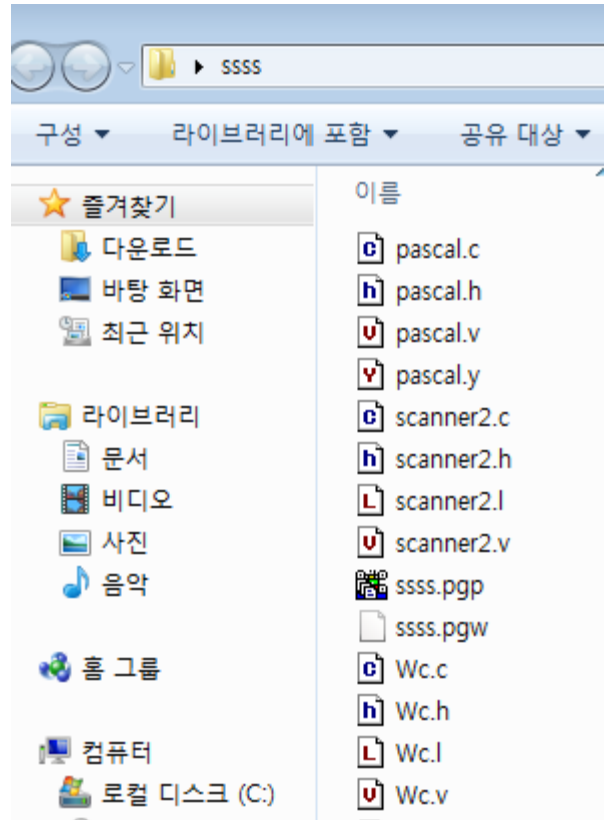 ssss
구성
라이브러리에 포함
공유 대상
즐겨찾기
다운로드
바탕 화면
최근 위치
라이브러리
문서
비디오
사진
음악
홈 그룹
컴퓨터
로컬 디스크 (C:)
이름
pascal.c
pascal.h
pascal.v
pascal.y
scanner2.c
scanner2.h
scanner2.l
scanner2.v
ssss.pgp
ssss.pgw
Wc.c
Wc.h
Wc.l
Wc.v